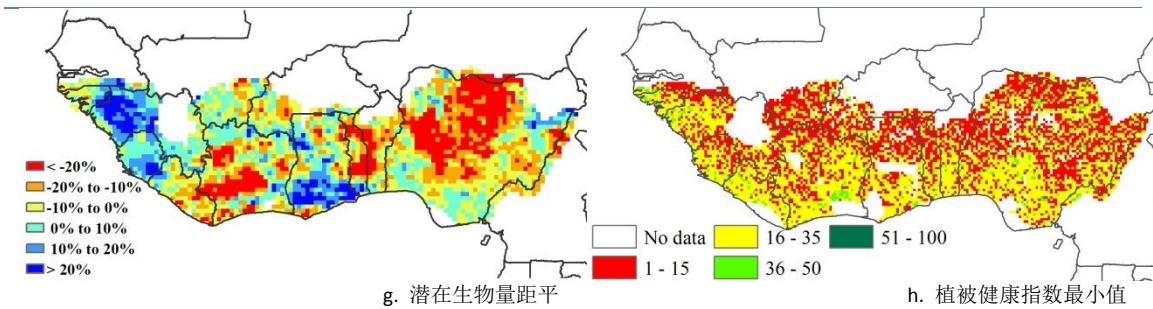 < -20%
-20% to -10%
-10% to 0%
0% to 10%
10% to 20%
> 20%
No data
16 - 35
51 - 100
1 - 15
36 - 50
g. 潜在生物量距平
h. 植被健康指数最小值